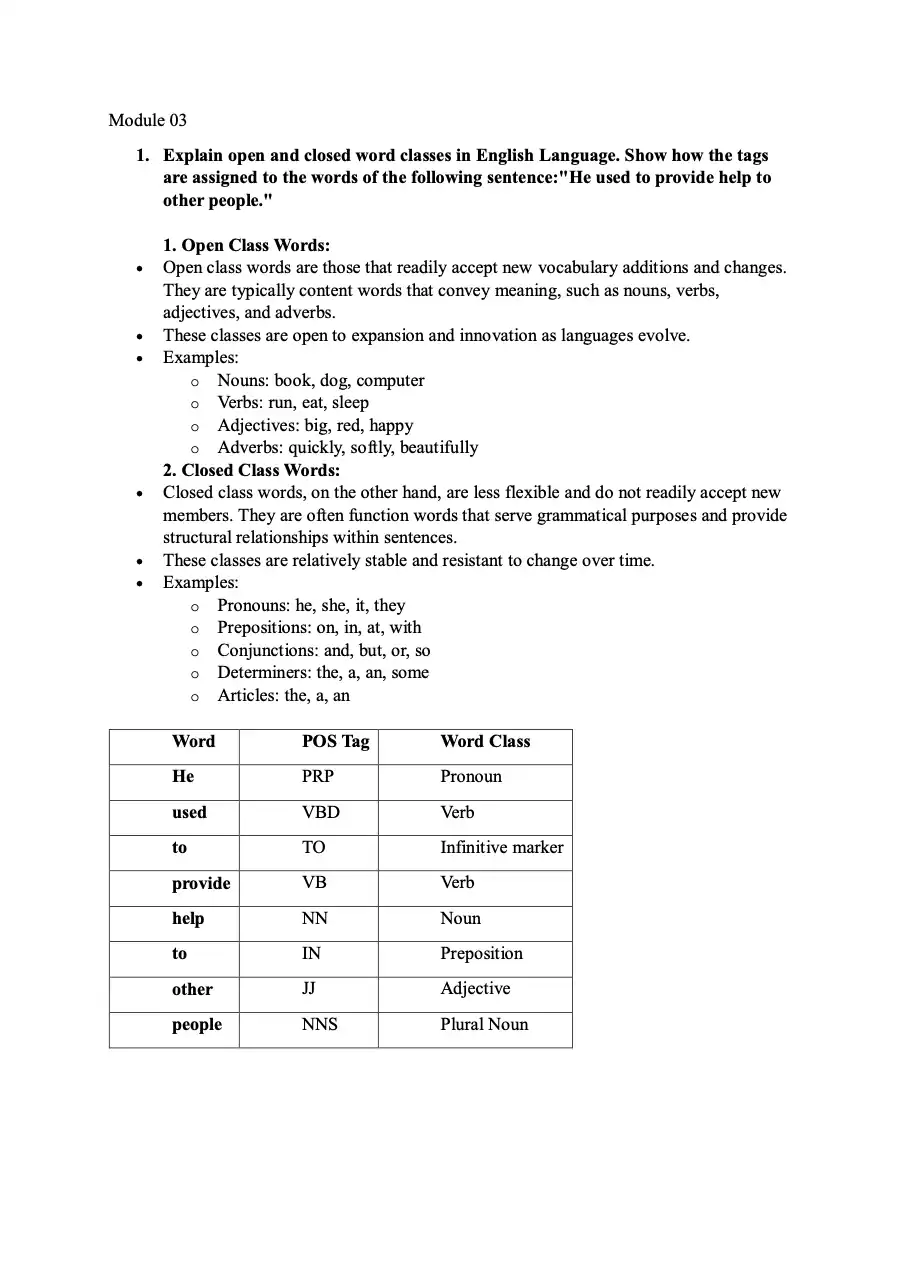 Module 03
1. Explain open and closed word classes in English Language. Show how the tags
are assigned to the words of the following sentence:"He used to provide help to
other people."
1. Open Class Words:
• Open class words are those that readily accept new vocabulary additions and changes.
They are typically content words that convey meaning, such as nouns, verbs,
adjectives, and adverbs.
• These classes are open to expansion and innovation as languages evolve.
• Examples:
o Nouns: book, dog, computer
o Verbs: run, eat, sleep
o Adjectives: big, red, happy
o Adverbs: quickly, softly, beautifully
2. Closed Class Words:
• Closed class words, on the other hand, are less flexible and do not readily accept new
members. They are often function words that serve grammatical purposes and provide
structural relationships within sentences.
• These classes are relatively stable and resistant to change over time.
• Examples:
o Pronouns: he, she, it, they
o Prepositions: on, in, at, with
o Conjunctions: and, but, or, so
o Determiners: the, a, an, some
o Articles: the, a, an
Word POS Tag Word Class
He PRP Pronoun
used VBD Verb
to TO Infinitive marker
provide VB Verb
help NN Noun
to IN Preposition
other JJ Adjective
people NNS Plural Noun